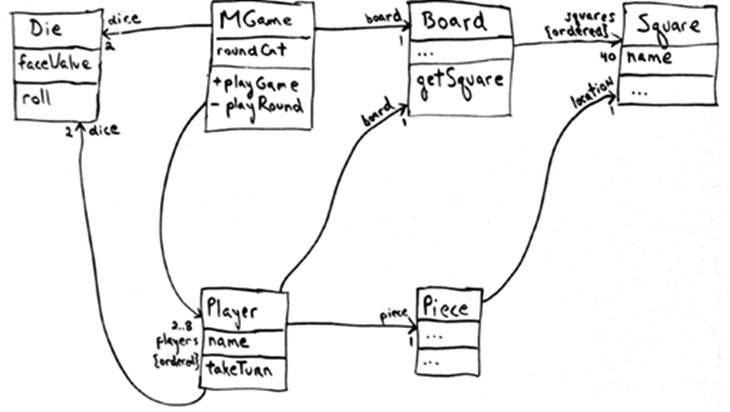 Die
faceValue
roll
dice
2
MGame
roundCnt
+playGame
- playRound
board
1
Board
...
getSquare
squares
{ordered}
40
Square
name
...
location
1
2 dice
board
1
2..8
players
{ordered}
Player
name
takeTurn
piece
1
Piece
...
...